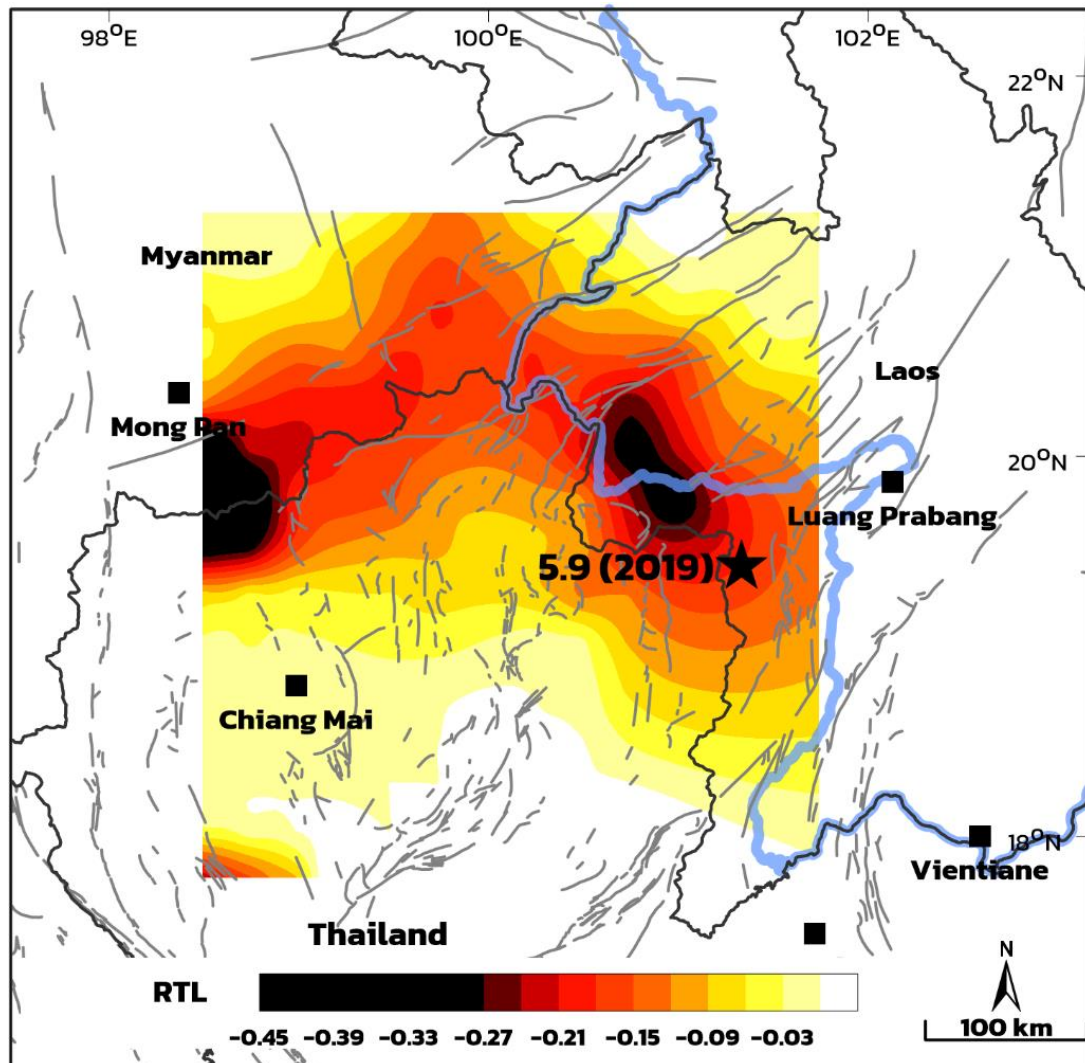 98°E
100°E
102°E
22°N
Myanmar
Laos
Mong Pan
20°N
Luang Prabang
5.9 (2019)
Chiang Mai
18°N
Vientiane
Thailand
N
RTL
100 km
-0.45 -0.39 -0.33 -0.27 -0.21 -0.15 -0.09 -0.03